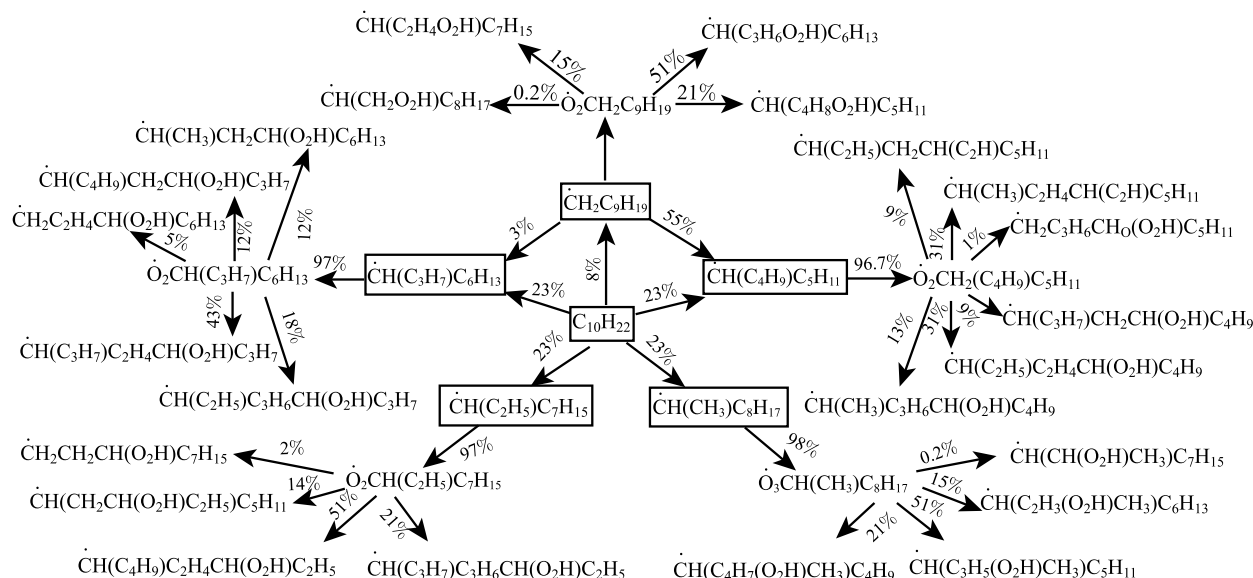 ĊH(C₂H₄O₂H)C₇H₁₅
ĊH(C₃H₆O₂H)C₆H₁₃
15%
51%
ĊH(CH₂O₂H)C₈H₁₇
0.2%
Ȯ₂CH₂C₉H₁₉
21%
ĊH(C₄H₈O₂H)C₅H₁₁
ĊH(CH₃)CH₂CH(O₂H)C₆H₁₃
ĊH(C₂H₅)CH₂CH(C₂H)C₅H₁₁
ĊH(C₄H₉)CH₂CH(O₂H)C₃H₇
ĊH(CH₃)C₂H₄CH(C₂H)C₅H₁₁
ĊH₂C₂H₄CH(O₂H)C₆H₁₃
ĊH₂C₉H₁₉
ĊH₂C₃H₆CHO(O₂H)C₅H₁₁
5%
12%
12%
3%
55%
9%
31%
1%
Ȯ₂CH(C₃H₇)C₆H₁₃
97%
ĊH(C₃H₇)C₆H₁₃
8%
ĊH(C₄H₉)C₅H₁₁
96.7%
Ȯ₂CH₂(C₄H₉)C₅H₁₁
23%
23%
43%
18%
C₁₀H₂₂
13%
31%
9%
ĊH(C₃H₇)CH₂CH(O₂H)C₄H₉
ĊH(C₃H₇)C₂H₄CH(O₂H)C₃H₇
23%
23%
ĊH(C₂H₅)C₂H₄CH(O₂H)C₄H₉
ĊH(C₂H₅)C₃H₆CH(O₂H)C₃H₇
ĊH(C₂H₅)C₇H₁₅
ĊH(CH₃)C₈H₁₇
ĊH(CH₃)C₃H₆CH(O₂H)C₄H₉
ĊH₂CH₂CH(O₂H)C₇H₁₅
2%
97%
98%
0.2%
ĊH(CH(O₂H)CH₃)C₇H₁₅
Ȯ₂CH(C₂H₅)C₇H₁₅
Ȯ₃CH(CH₃)C₈H₁₇
14%
15%
ĊH(CH₂CH(O₂H)C₂H₅)C₅H₁₁
ĊH(C₂H₃(O₂H)CH₃)C₆H₁₃
51%
21%
21%
51%
ĊH(C₄H₉)C₂H₄CH(O₂H)C₂H₅
ĊH(C₃H₇)C₃H₆CH(O₂H)C₂H₅
ĊH(C₄H₇(O₂H)CH₃)C₄H₉
ĊH(C₃H₅(O₂H)CH₃)C₅H₁₁